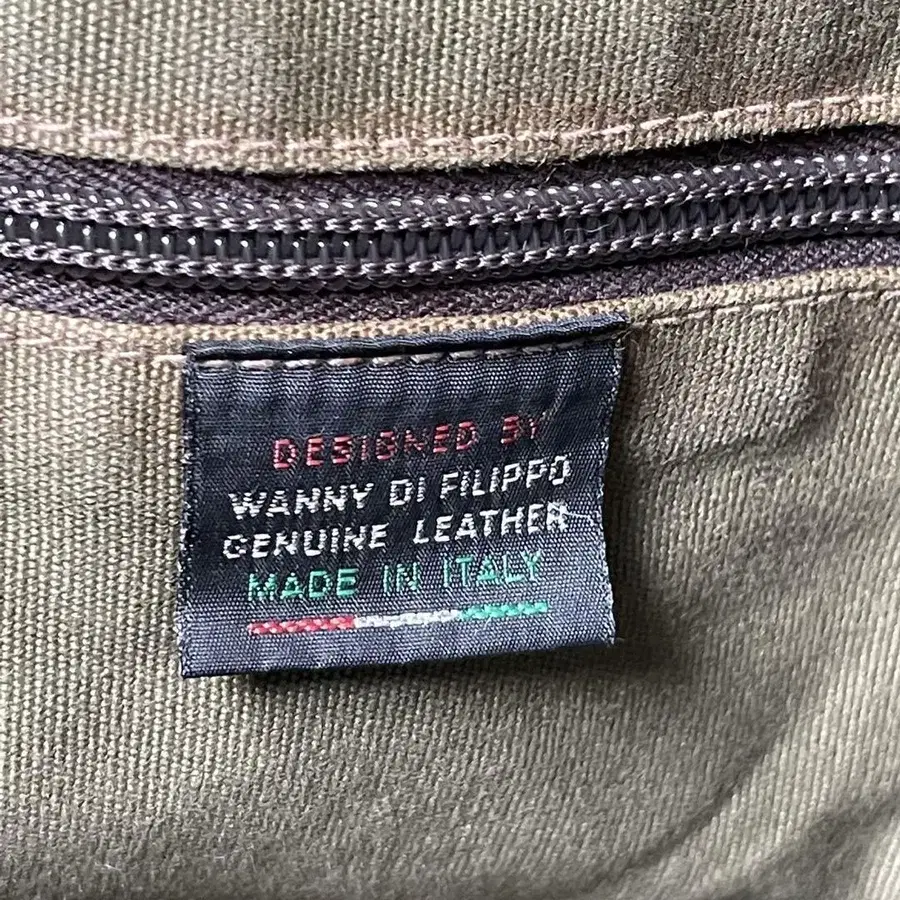 DESIGNED BY
WANNY DI FILIPPO
GENUINE LEATHER
MADE IN ITALY